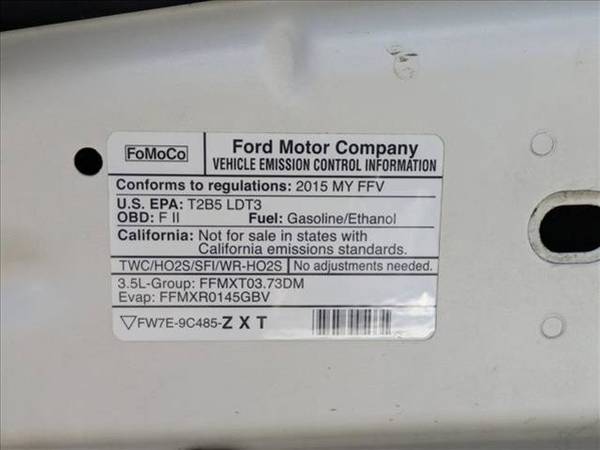 FoMoCo
Ford Motor Company
VEHICLE EMISSION CONTROL INFORMATION
Conforms to regulations: 2015 MY FFV
U.S. EPA: T2B5 LDT3
OBD: F II Fuel: Gasoline/Ethanol
California: Not for sale in states with
California emissions standards.
TWC/HO2S/SFI/WR-HO2S No adjustments needed.
3.5L-Group: FFMXT03.73DM
Evap: FFMXR0145GBV
▽FW7E-9C485-Z X T